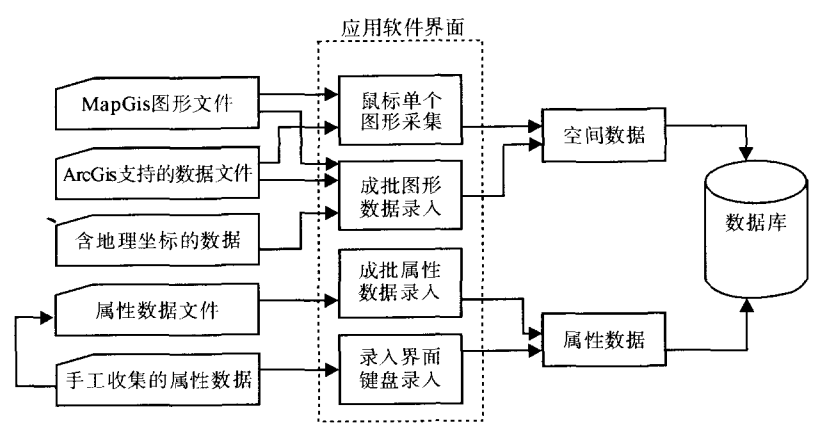 应用软件界面
MapGis图形文件
ArcGis支持的数据文件
含地理坐标的数据
属性数据文件
手工收集的属性数据
鼠标单个
图形采集
成批图形
数据录入
成批属性
数据录入
录入界面
键盘录入
空间数据
属性数据
数据库